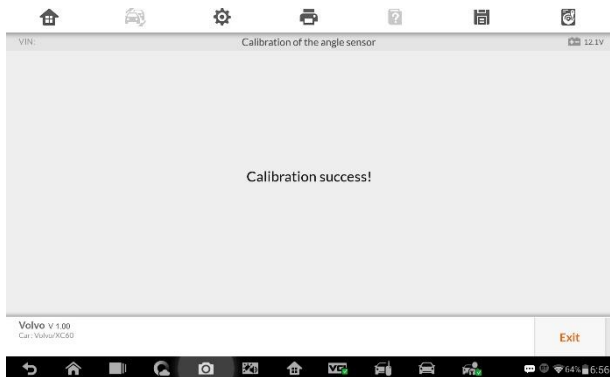 VIN:
Calibration of the angle sensor
12.1V
Calibration success!
Volvo V 1.00
Car: Volvo/XC60
Exit
64% 6:56